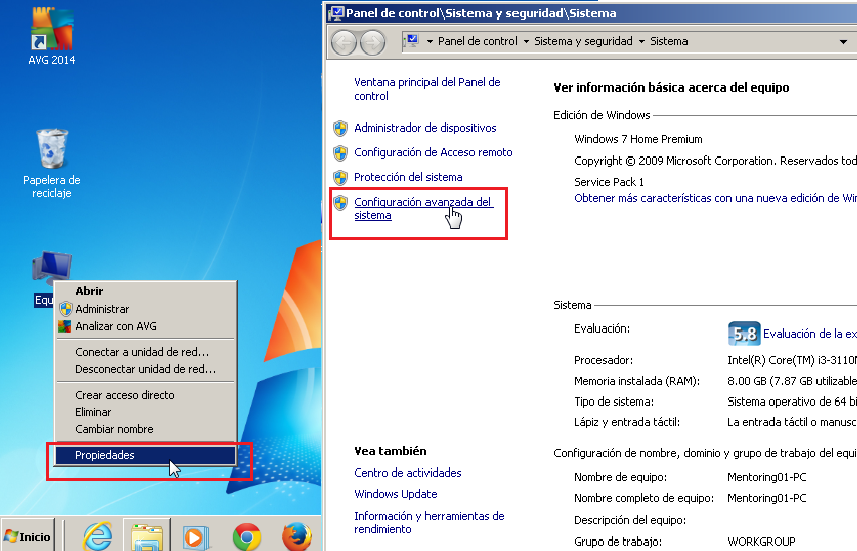 AVG 2014
Papelera de
reciclaje
Equ
Abrir
Administrar
Analizar con AVG
Conectar a unidad de red...
Desconectar unidad de red...
Crear acceso directo
Eliminar
Cambiar nombre
Propiedades
Inicio
Panel de control\Sistema y seguridad\Sistema
Panel de control Sistema y seguridad Sistema
Ventana principal del Panel de
control
Administrador de dispositivos
Configuración de Acceso remoto
Protección del sistema
Configuración avanzada del
sistema
Vea también
Centro de actividades
Windows Update
Información y herramientas de
rendimiento
Ver información básica acerca del equipo
Edición de Windows
Windows 7 Home Premium
Copyright © 2009 Microsoft Corporation. Reservados tod
Service Pack 1
Obtener más características con una nueva edición de Wir
Sistema
Evaluación: 5,8 Evaluación de la ex
Procesador: Intel(R) Core(TM) i3-3110M
Memoria instalada (RAM): 8.00 GB (7.87 GB utilizable
Tipo de sistema: Sistema operativo de 64 bi
Lápiz y entrada táctil: La entrada táctil o manusc
Configuración de nombre, dominio y grupo de trabajo del equi
Nombre de equipo: Mentoring01-PC
Nombre completo de equipo: Mentoring01-PC
Descripción del equipo:
Grupo de trabajo: WORKGROUP